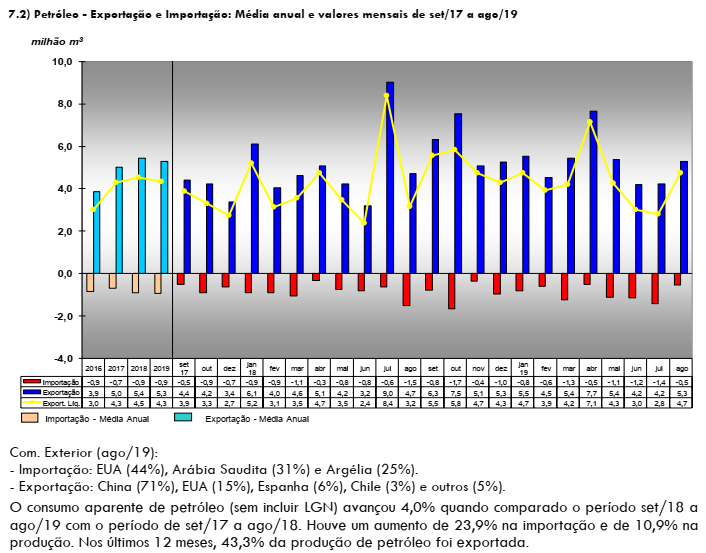 7.2) Petróleo - Exportação e Importação: Média anual e valores mensais de set/17 a ago/19
milhão m³
10,0
8,0
6,0
4,0
2,0
0,0
-2,0
-4,0
2016 2017 2018 2019 set 17 out dez jan 18 fev mar abr mai jun jul ago set out nov dez jan 19 fev mar abr mai jun jul ago
Importação -0,9 -0,7 -0,9 -0,9 -0,5 -0,9 -0,7 -0,9 -0,9 -1,1 -0,3 -0,8 -0,8 -0,6 -1,5 -0,8 -1,7 -0,4 -1,0 -0,8 -0,6 -1,3 -0,5 -1,1 -1,2 -1,4 -0,5
Exportação 3,9 5,0 5,4 5,3 4,4 4,2 3,4 6,1 4,0 4,6 5,1 4,2 3,2 9,0 4,7 6,3 7,5 5,1 5,3 5,5 4,5 5,4 7,7 5,4 4,2 4,2 5,3
Export. Líq. 3,0 4,3 4,5 4,3 3,9 3,3 2,7 5,2 3,1 3,5 4,7 3,5 2,4 8,4 3,2 5,5 5,8 4,7 4,3 4,7 3,9 4,2 7,1 4,3 3,0 2,8 4,7
Importação - Média Anual Exportação - Média Anual
Com. Exterior (ago/19):
- Importação: EUA (44%), Arábia Saudita (31%) e Argélia (25%).
- Exportação: China (71%), EUA (15%), Espanha (6%), Chile (3%) e outros (5%).
O consumo aparente de petróleo (sem incluir LGN) avançou 4,0% quando comparado o período set/18 a
ago/19 com o período de set/17 a ago/18. Houve um aumento de 23,9% na importação e de 10,9% na
produção. Nos últimos 12 meses, 43,3% da produção de petróleo foi exportada.